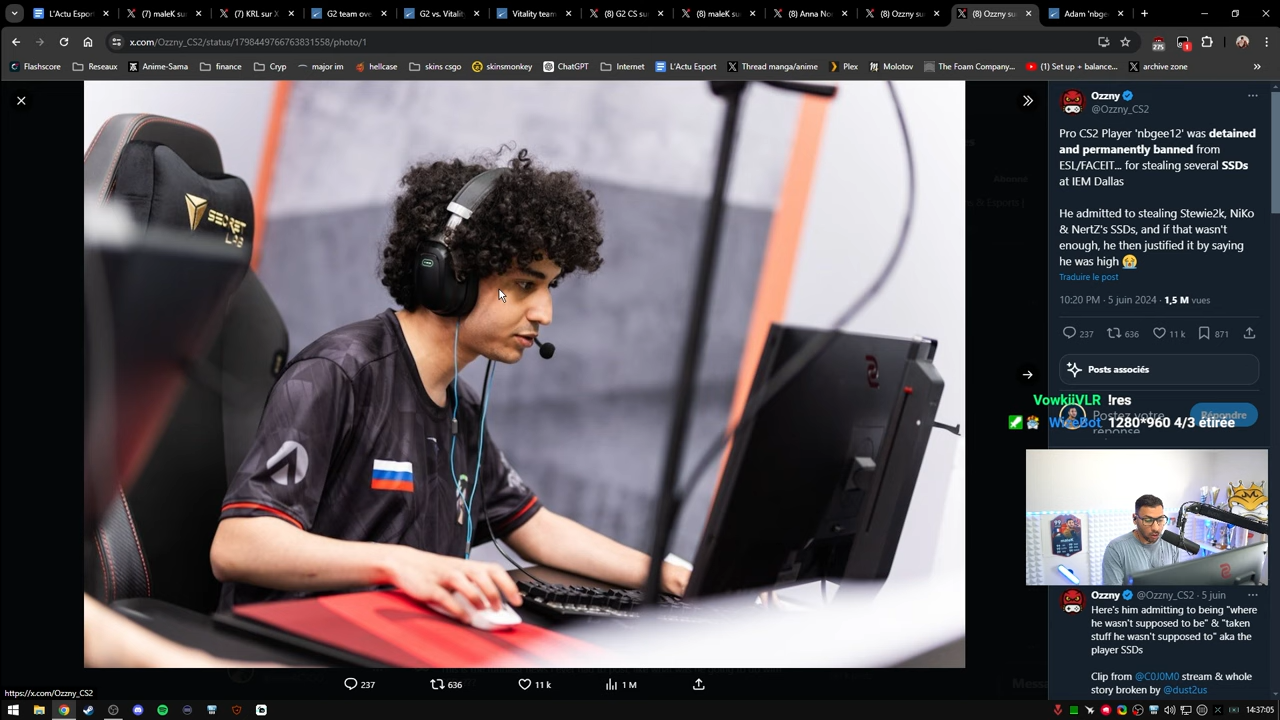 L'Actu Esport
(7) maleK su
(7) KRL sur X
G2 team ove
G2 vs. Vitality
Vitality team
(8) G2 CS su
(8) maleK su
(8) Anna No
(8) Ozzny su
(8) Ozzny su
Adam 'nbgee
x.com/Ozzny_CS2/status/1798449766763831558/photo/1
275
1
Flashscore
Reseaux
Anime-Sama
finance
Cryp
major im
hellcase
skins csgo
skinsmonkey
ChatGPT
Internet
L'Actu Esport
Thread manga/anime
Plex
Molotov
The Foam Company...
(1) Set up + balance...
archive zone
Ozzny
@Ozzny_CS2
Pro CS2 Player 'nbgee12' was detained
and permanently banned from
ESL/FACEIT... for stealing several SSDs
at IEM Dallas
He admitted to stealing Stewie2k, NiKo
& NertZ's SSDs, and if that wasn't
enough, he then justified it by saying
he was high 😭
Traduire le post
10:20 PM · 5 juin 2024 · 1,5 M vues
237
636
11 k
871
Posts associés
VowkiiVLR !res
Postez votre
réponse
Répondre
WizeBot 1280*960 4/3 étirée
SECRET
LAB
Ozzny @Ozzny_CS2 · 5 juin
Here's him admitting to being "where
he wasn't supposed to be" & "taken
stuff he wasn't supposed to" aka the
player SSDs
Clip from @C0J0M0 stream & whole
story broken by @dust2us
237
636
11 k
1 M
https://x.com/Ozzny_CS2
14:37:05